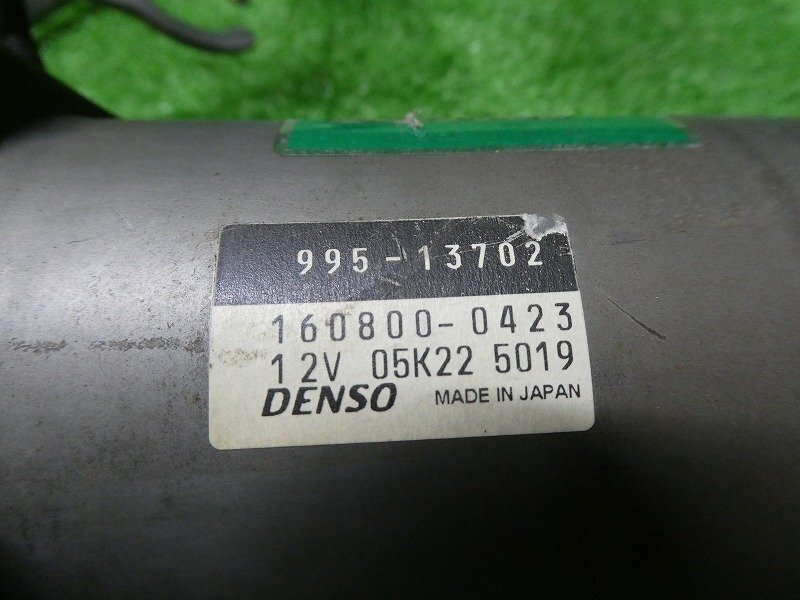 995-13702
160800-0423
12V 05K22 5019
DENSO MADE IN JAPAN